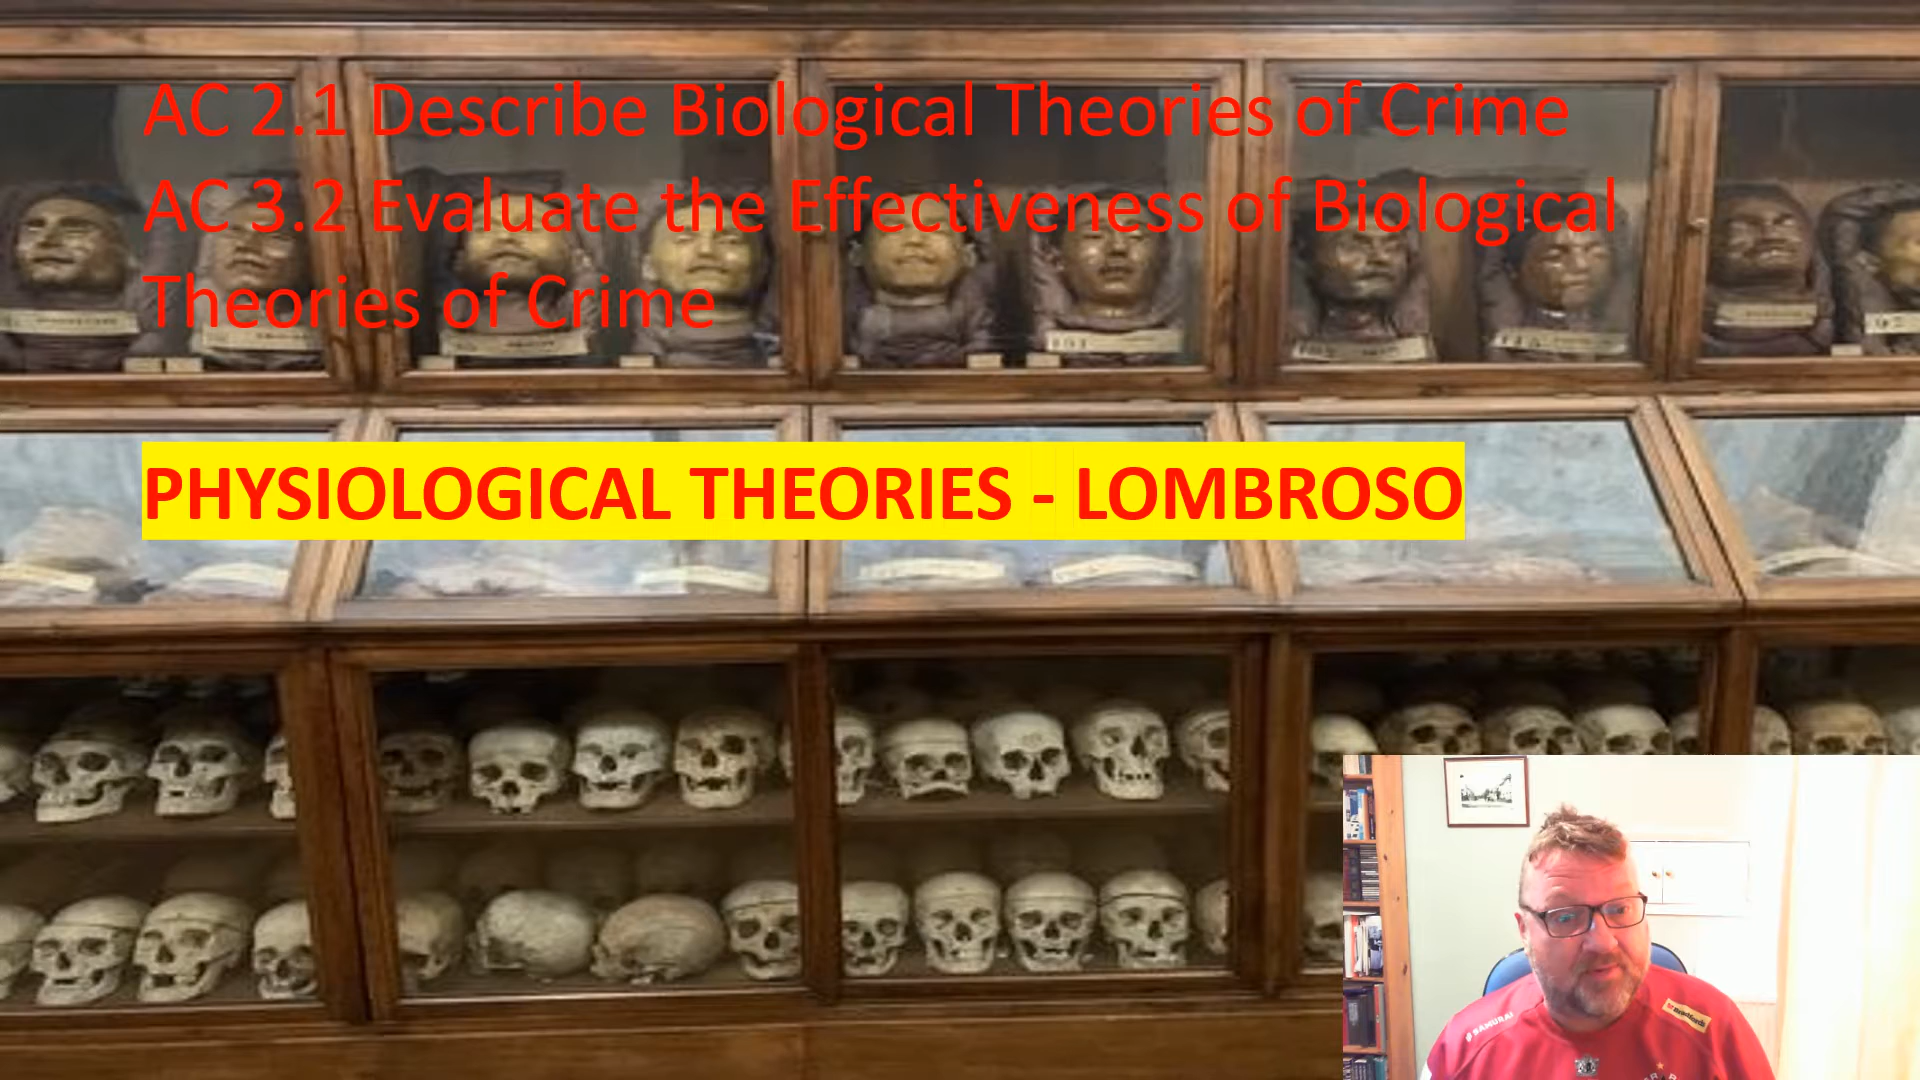 AC 2.1 Describe Biological Theories of Crime
AC 3.2 Evaluate the Effectiveness of Biological
Theories of Crime
PHYSIOLOGICAL THEORIES - LOMBROSO
SAMURAI